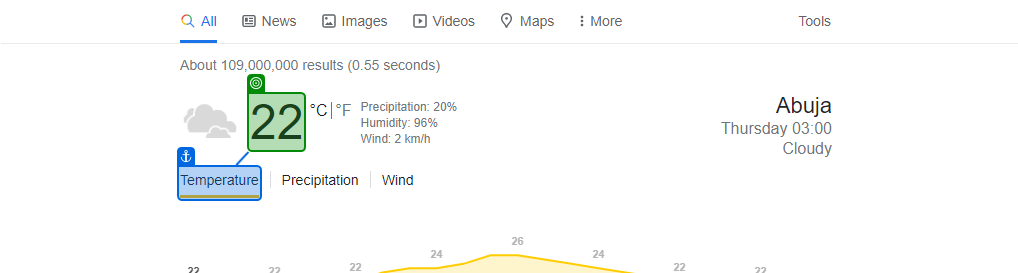 All News Images Videos Maps More Tools
About 109,000,000 results (0.55 seconds)
22 °C | °F
Precipitation: 20%
Humidity: 96%
Wind: 2 km/h
Abuja
Thursday 03:00
Cloudy
Temperature | Precipitation | Wind
22 22 22 24 26 24 22 22